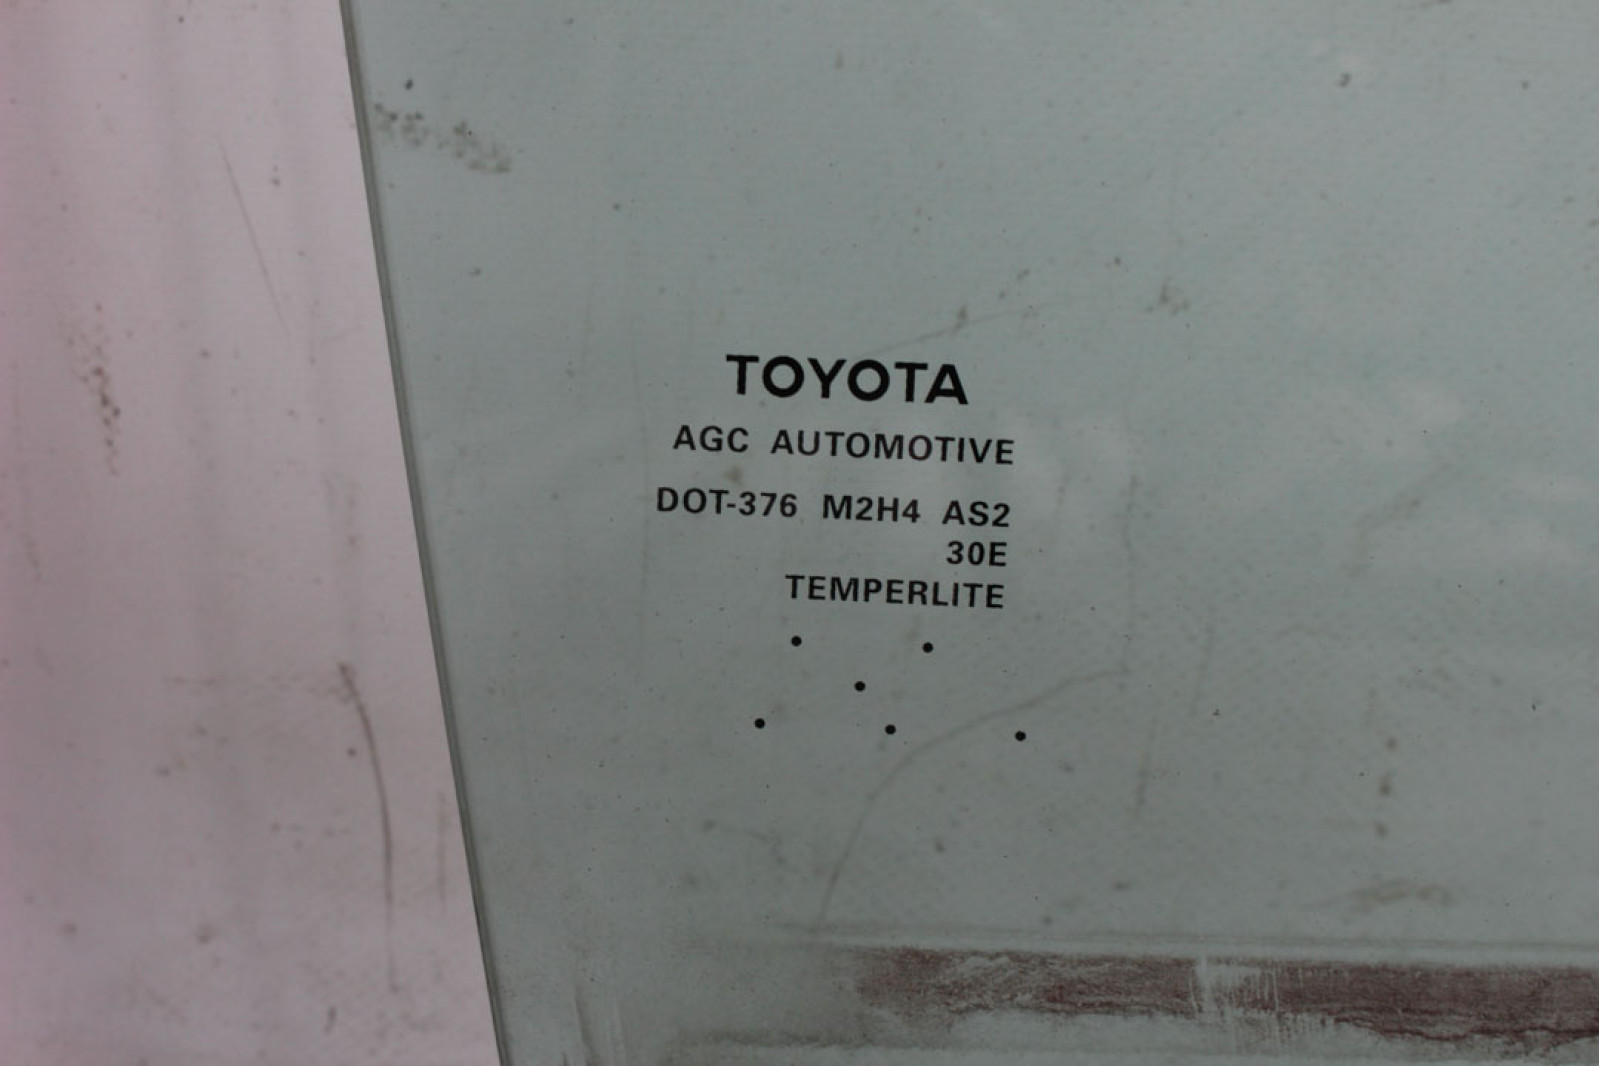 TOYOTA
AGC AUTOMOTIVE
DOT-376 M2H4 AS2
30E
TEMPERLITE